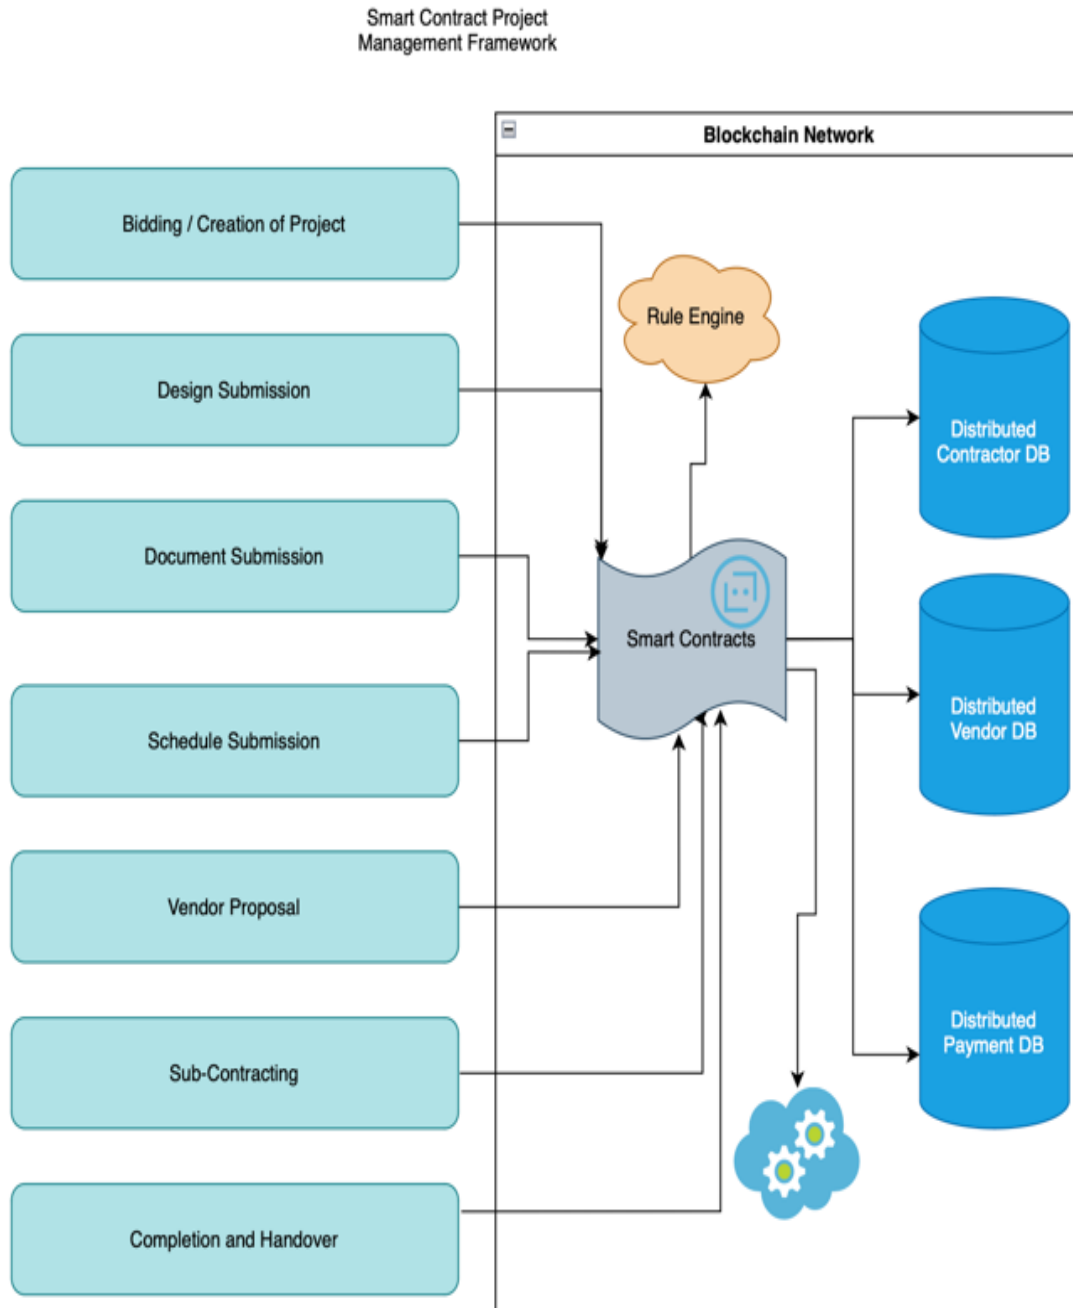 Smart Contract Project
Management Framework
Blockchain Network
Bidding / Creation of Project
Rule Engine
Design Submission
Distributed
Contractor DB
Document Submission
Smart Contracts
Schedule Submission
Distributed
Vendor DB
Vendor Proposal
Distributed
Payment DB
Sub-Contracting
Completion and Handover